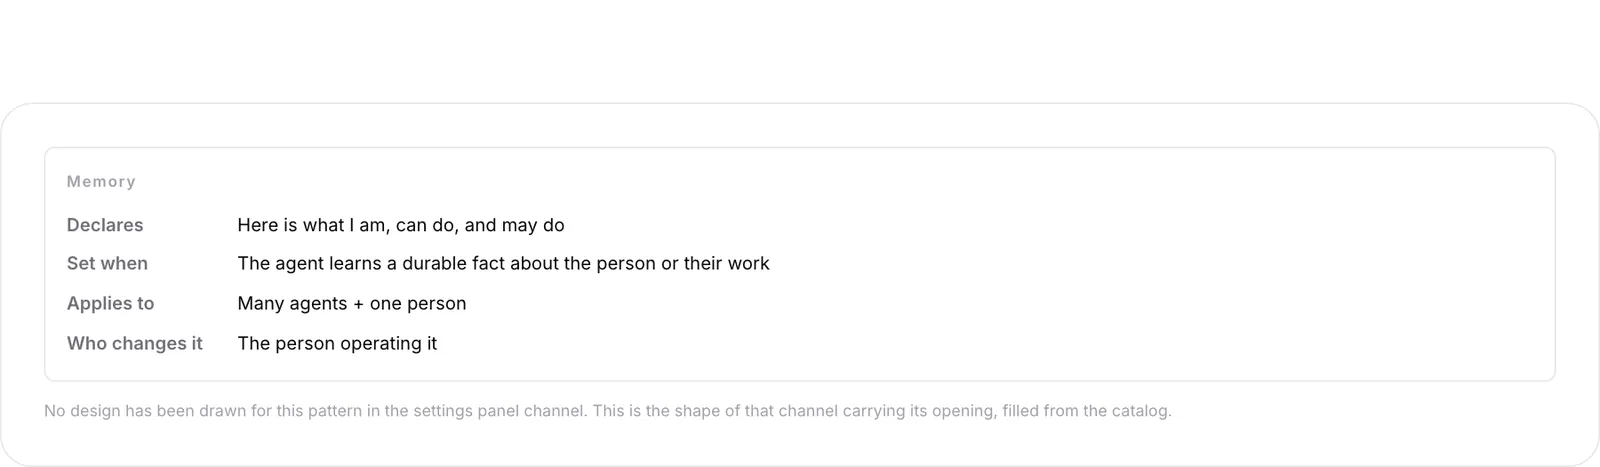 Memory
Declares Here is what I am, can do, and may do
Set when The agent learns a durable fact about the person or their work
Applies to Many agents + one person
Who changes it The person operating it
No design has been drawn for this pattern in the settings panel channel. This is the shape of that channel carrying its opening, filled from the catalog.